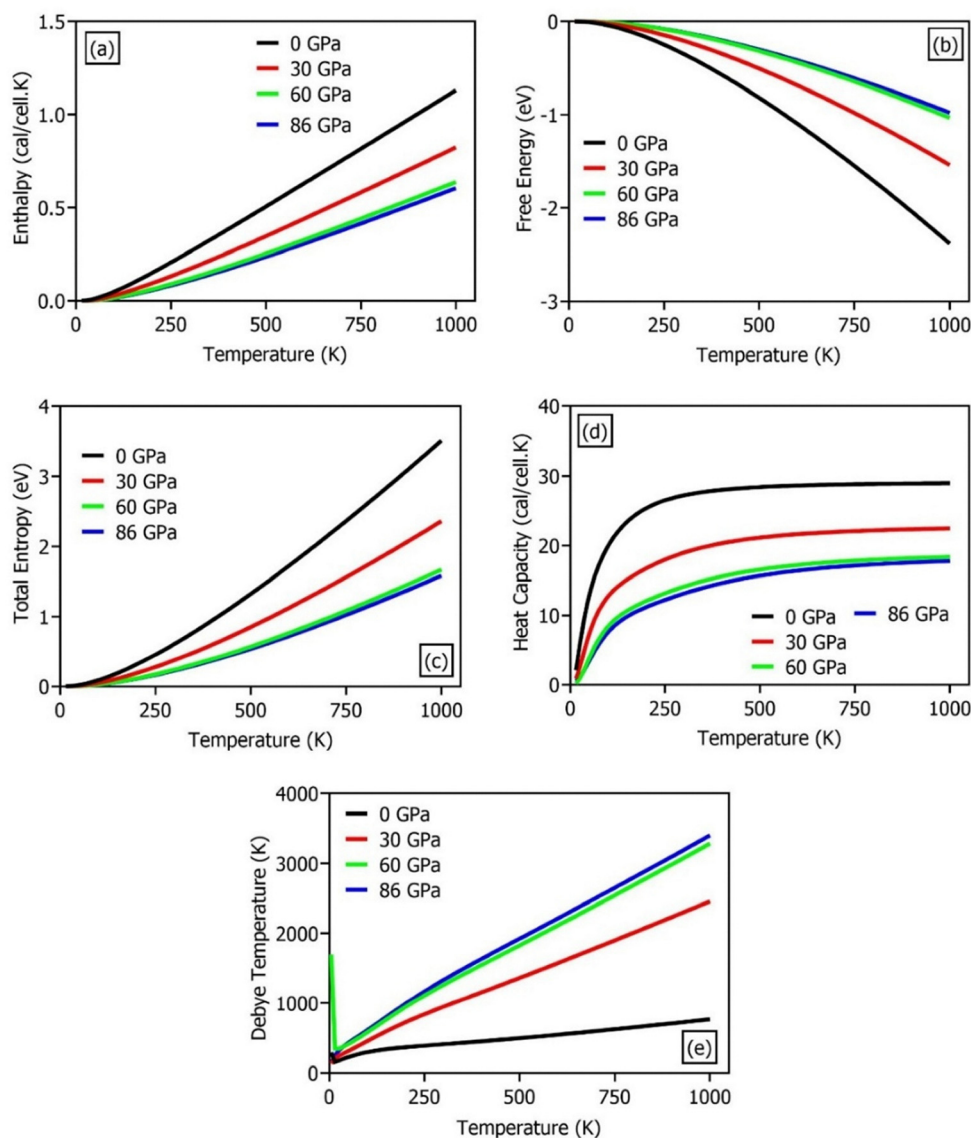 (a)
0 GPa
30 GPa
60 GPa
86 GPa
Enthalpy (cal/cell.K)
1.5
1.0
0.5
0.0
0 250 500 750 1000
Temperature (K)
(b)
0 GPa
30 GPa
60 GPa
86 GPa
Free Energy (eV)
-0
-1
-2
-3
0 250 500 750 1000
Temperature (K)
0 GPa
30 GPa
60 GPa
86 GPa
(c)
Total Entropy (eV)
4
3
2
1
0
0 250 500 750 1000
Temperature (K)
(d)
0 GPa 86 GPa
30 GPa
60 GPa
Heat Capacity (cal/cell.K)
40
30
20
10
0
0 250 500 750 1000
Temperature (K)
0 GPa
30 GPa
60 GPa
86 GPa
(e)
Debye Temperature (K)
4000
3000
2000
1000
0
0 250 500 750 1000
Temperature (K)